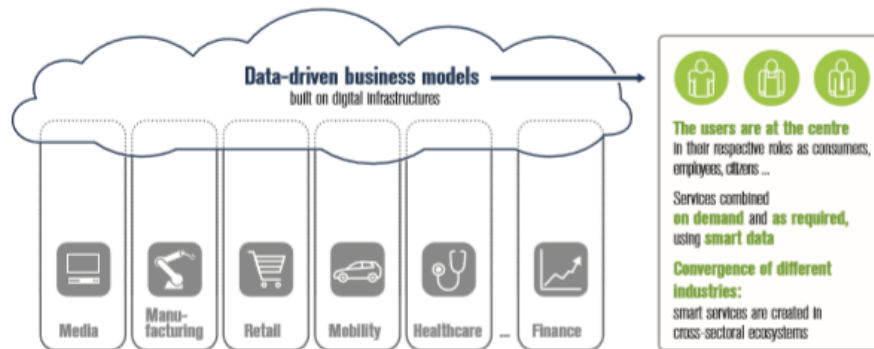 Data-driven business models
built on digital infrastructures
Media
Manu-
facturing
Retail
Mobility
Healthcare
...
Finance
The users are at the centre
in their respective roles as consumers,
employees, citizens ...
Services combined
on demand and as required,
using smart data
Convergence of different
industries:
smart services are created in
cross-sectoral ecosystems